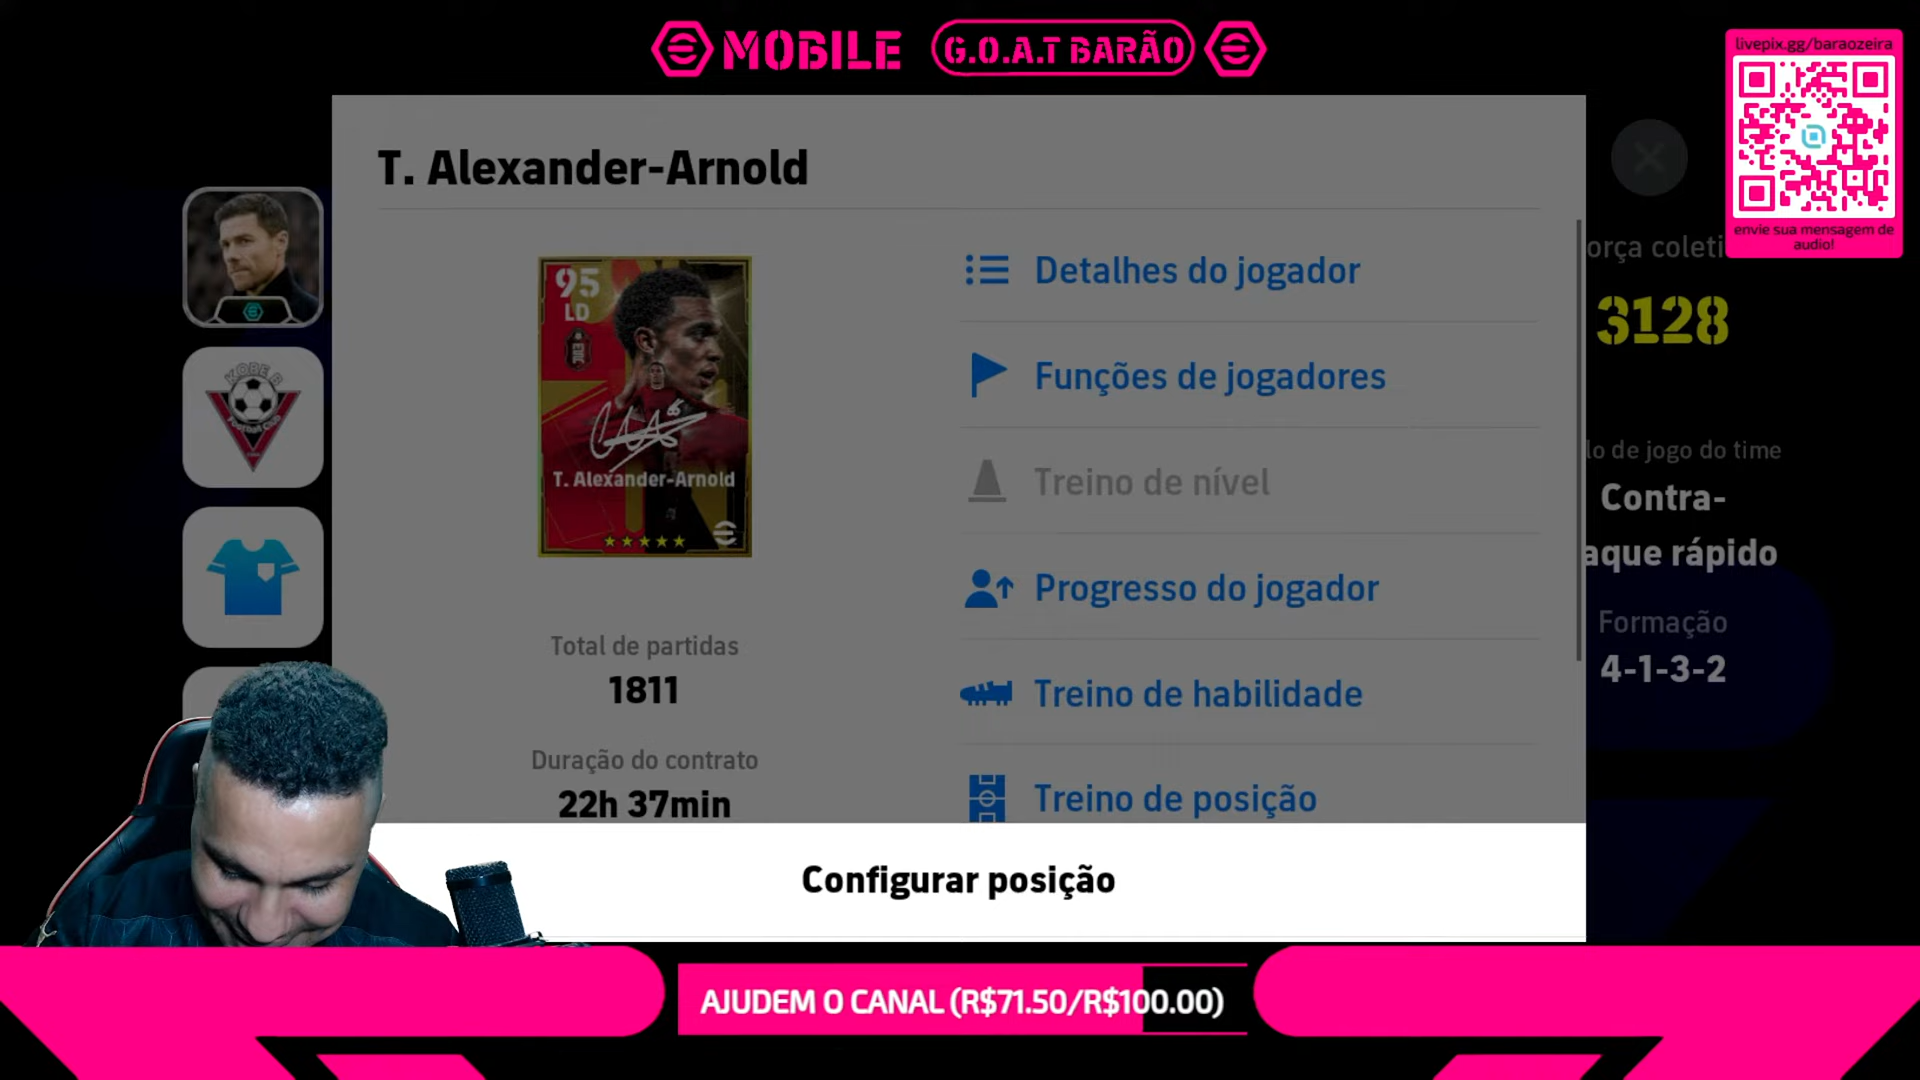 MOBILE G.O.A.T BARÃO
livepix.gg/baraozeira
envie sua mensagem de
audio!
T. Alexander-Arnold
95
LD
T. Alexander-Arnold
Total de partidas
1811
Duração do contrato
22h 37min
Detalhes do jogador
Funções de jogadores
Treino de nível
Progresso do jogador
Treino de habilidade
Treino de posição
orça coleti
3128
lo de jogo do time
Contra-
aque rápido
Formação
4-1-3-2
KOBE B
Football Club
Configurar posição
AJUDEM O CANAL (R$71.50/R$100.00)